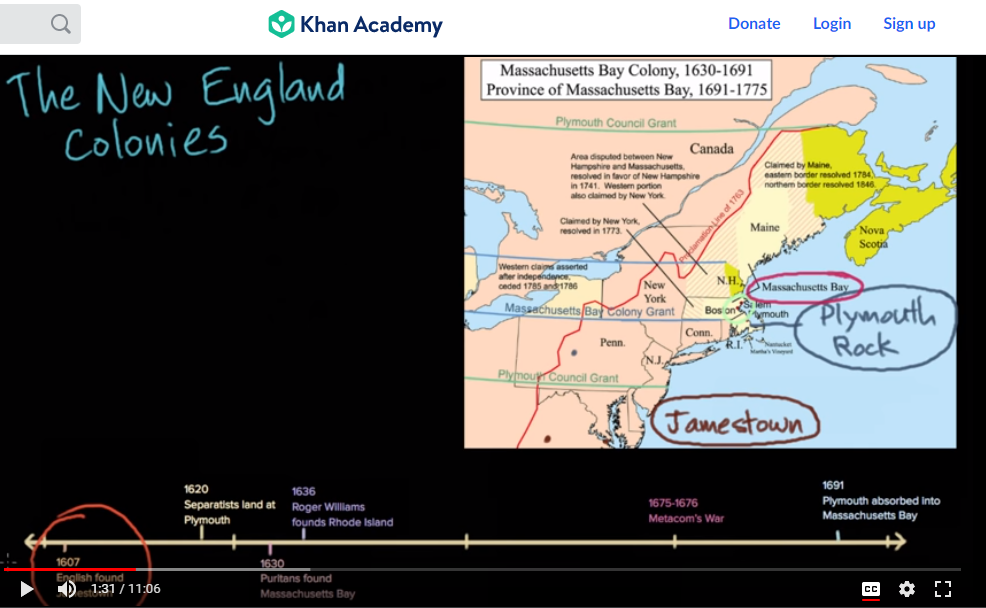 Khan Academy
Donate
Login
Sign up
The New England
Colonies
Massachusetts Bay Colony, 1630-1691
Province of Massachusetts Bay, 1691-1775
Plymouth Council Grant
Canada
Area disputed between New
Hampshire and Massachusetts,
resolved in favor of New Hampshire
in 1741. Western portion
also claimed by New York.
Claimed by Maine,
eastern border resolved 1784,
northern border resolved 1846.
Proclamation Line of 1763
Claimed by New York,
resolved in 1773.
Maine
Nova
Scotia
Western claims asserted
after independence,
ceded 1785 and 1786
N.H.
Massachusetts Bay
New
York
Salem
Boston
Plymouth
Massachusetts Bay Colony Grant
Plymouth
Rock
Conn.
R.I.
Nantucket
Martha's Vineyard
Penn.
N.J.
Plymouth Council Grant
Jamestown
1620
Separatists land at
Plymouth
1636
Roger Williams
founds Rhode Island
1675-1676
Metacom's War
1691
Plymouth absorbed into
Massachusetts Bay
1607
English found
Jamestown
1630
Puritans found
Massachusetts Bay
1:31 / 11:06
CC